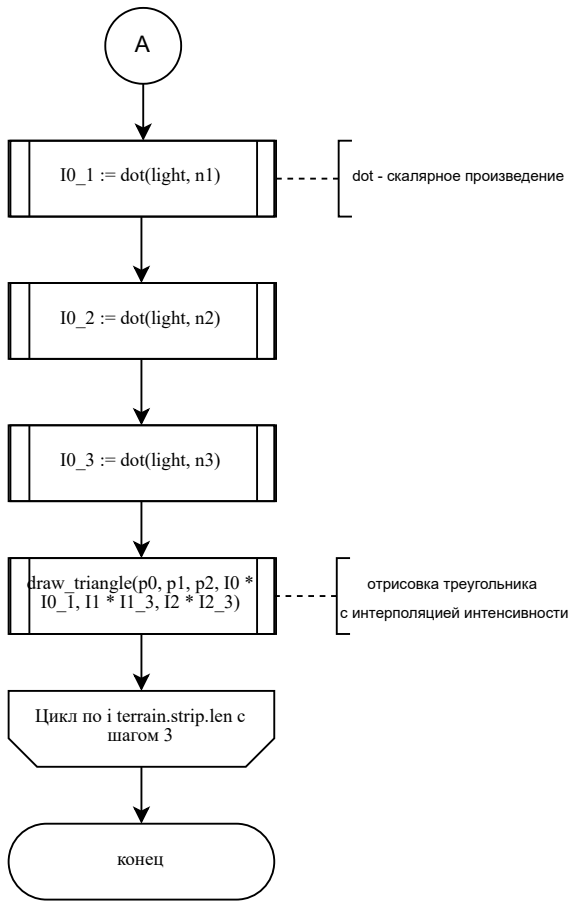 A
I0_1 := dot(light, n1)
dot - скалярное произведение
I0_2 := dot(light, n2)
I0_3 := dot(light, n3)
draw_triangle(p0, p1, p2, I0 *
I0_1, I1 * I1_3, I2 * I2_3)
отрисовка треугольника
с интерполяцией интенсивности
Цикл по i terrain.strip.len с
шагом 3
конец